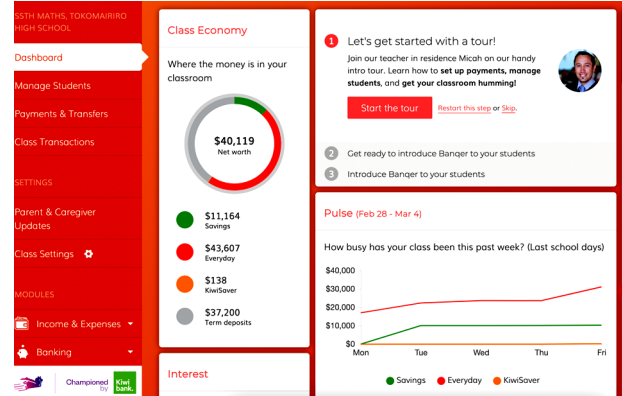 SSTH MATHS, TOKOMAIRIRO
HIGH SCHOOL
Dashboard
Manage Students
Payments & Transfers
Class Transactions
SETTINGS
Parent & Caregiver
Updates
Class Settings
MODULES
Income & Expenses
Banking
Championed
by
Kiwi
bank.
Class Economy
Where the money is in your
classroom
$40,119
Net worth
$11,164
Savings
$43,607
Everyday
$138
KiwiSaver
$37,200
Term deposits
Interest
1 Let's get started with a tour!
Join our teacher in residence Micah on our handy
intro tour. Learn how to set up payments, manage
students, and get your classroom humming!
Start the tour Restart this step or Skip.
2 Get ready to introduce Banqer to your students
3 Introduce Banqer to your students
Pulse (Feb 28 - Mar 4)
How busy has your class been this past week? (Last school days)
$40,000
$30,000
$20,000
$10,000
$0
Mon Tue Wed Thu Fri
Savings Everyday KiwiSaver